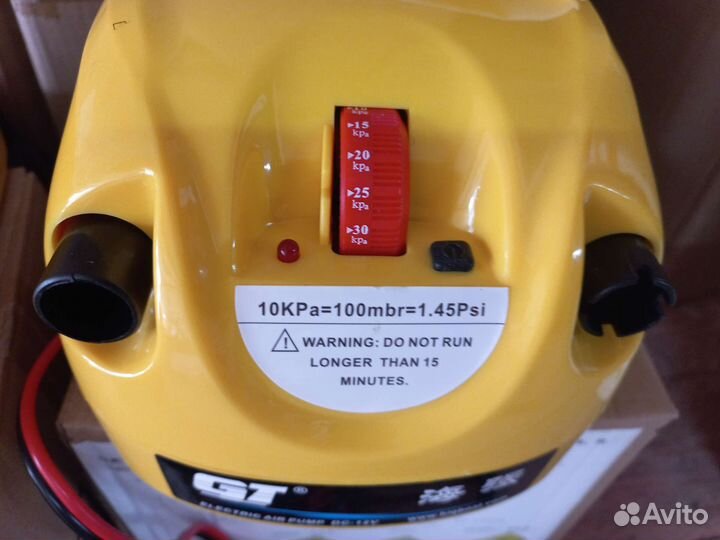 15
kpa
▸20
kpa
▸25
kpa
▸30
kpa
10KPa=100mbr=1.45Psi
WARNING: DO NOT RUN
LONGER THAN 15
MINUTES.
GT®
ELECTRIC AIR PUMP DC-12V
Avito